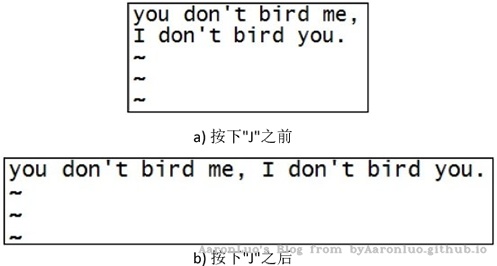 you don't bird me,
I don't bird you.
~
~
~
a) 按下"J"之前
you don't bird me, I don't bird you.
~
~
~
AaronLuo's Blog from byAaronluo.github.io
b) 按下"J"之后